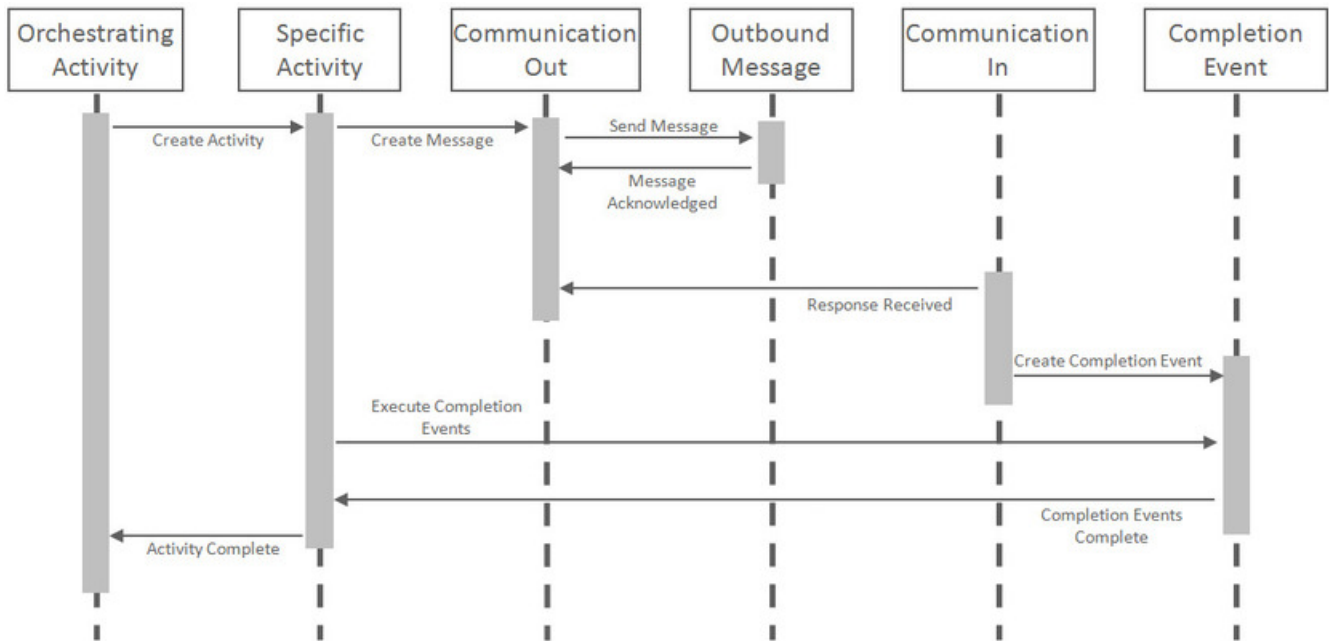 Orchestrating
Activity
Specific
Activity
Communication
Out
Outbound
Message
Communication
In
Completion
Event
Create Activity
Create Message
Send Message
Message
Acknowledged
Response Received
Create Completion Event
Execute Completion
Events
Completion Events
Complete
Activity Complete